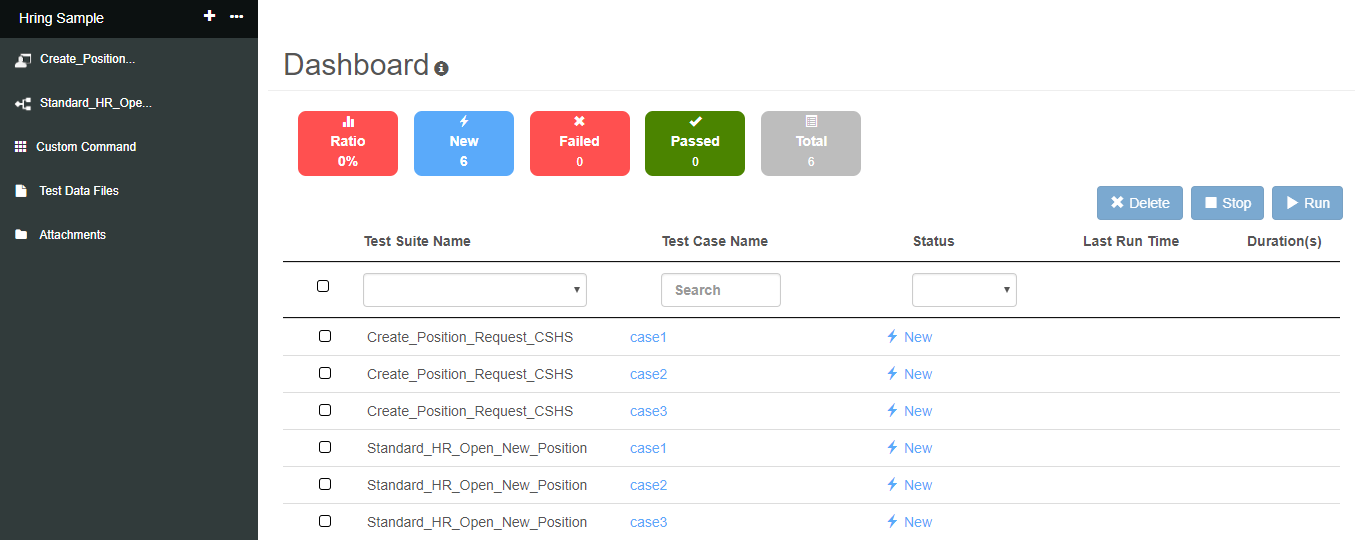 Hring Sample
Create_Position...
Standard_HR_Ope...
Custom Command
Test Data Files
Attachments
Dashboard
Ratio
0%
New
6
Failed
0
Passed
0
Total
6
Delete
Stop
Run
Test Suite Name Test Case Name Status Last Run Time Duration(s)
Search
Create_Position_Request_CSHS case1 New
Create_Position_Request_CSHS case2 New
Create_Position_Request_CSHS case3 New
Standard_HR_Open_New_Position case1 New
Standard_HR_Open_New_Position case2 New
Standard_HR_Open_New_Position case3 New